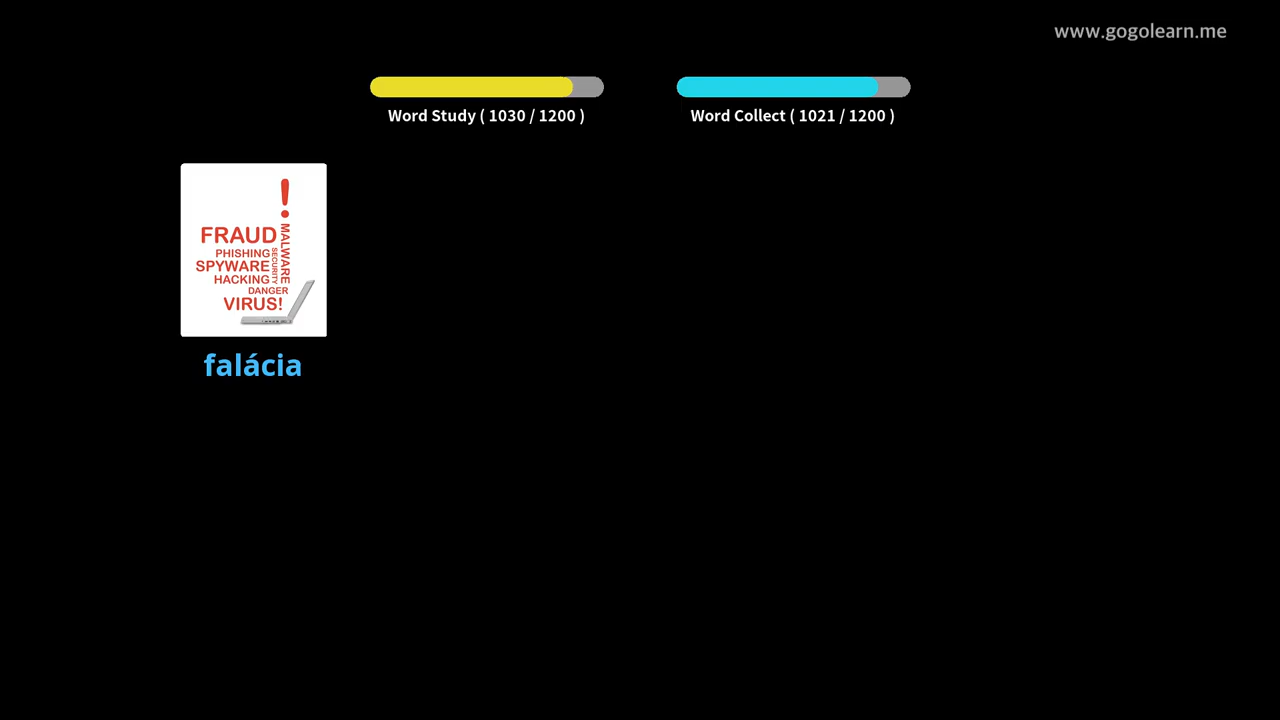 www.gogolearn.me
Word Study ( 1030 / 1200 )
Word Collect ( 1021 / 1200 )
!
FRAUD
MALWARE
PHISHING
SECURITY
SPYWARE
HACKING
DANGER
VIRUS!
falácia